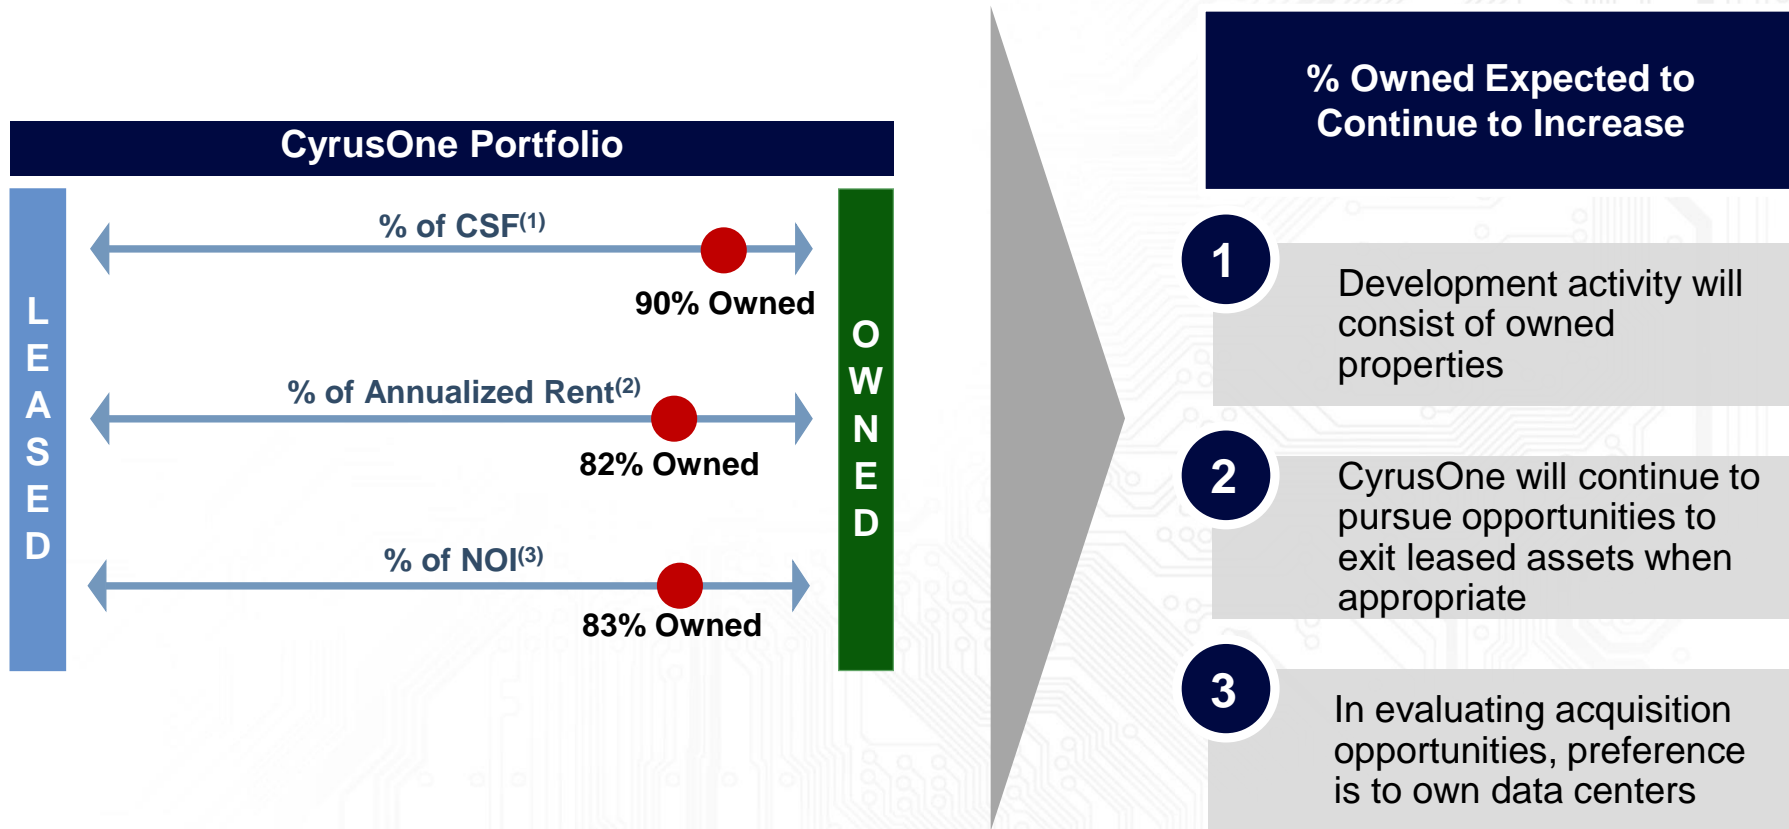 CyrusOne Portfolio
LEASED
% of CSF(1)
90% Owned
% of Annualized Rent(2)
82% Owned
% of NOI(3)
83% Owned
OWNED
% Owned Expected to
Continue to Increase
1
Development activity will
consist of owned
properties
2
CyrusOne will continue to
pursue opportunities to
exit leased assets when
appropriate
3
In evaluating acquisition
opportunities, preference
is to own data centers